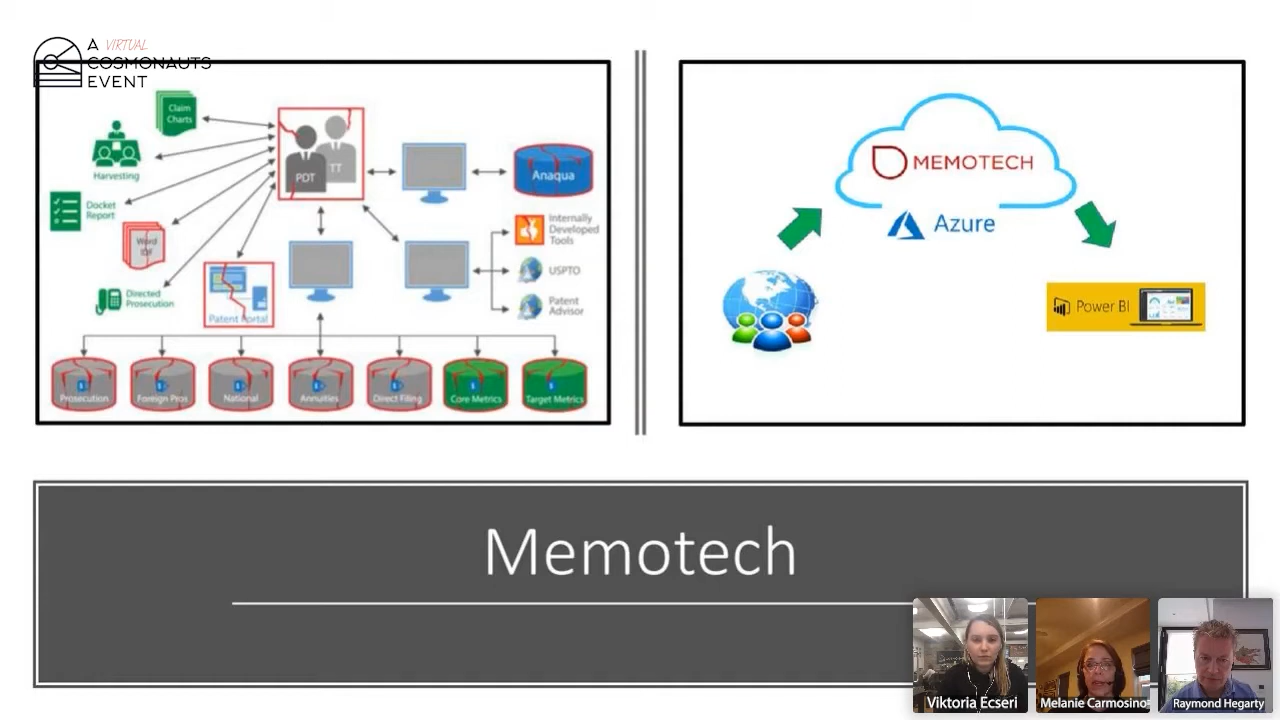 A VIRTUAL
COSMONAUTS
EVENT
Claim
Charts
Harvesting
Docket
Report
Word
IDF
Directed
Prosecution
Patent Portal
PDT
TT
Anaqua
Internally
Developed
Tools
USPTO
Patent
Advisor
Prosecution
Foreign Pros
National
Annuities
Direct Filing
Core Metrics
Target Metrics
MEMOTECH
Azure
Power BI
Memotech
Viktoria Ecseri
Melanie Carmosino
Raymond Hegarty